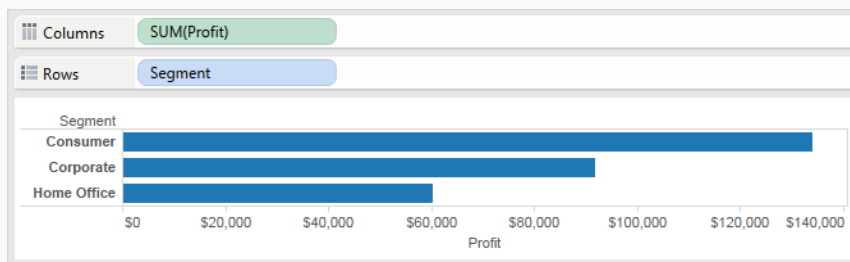 Columns SUM(Profit)
Rows Segment
Segment
Consumer
Corporate
Home Office
$0 $20,000 $40,000 $60,000 $80,000 $100,000 $120,000 $140,000
Profit